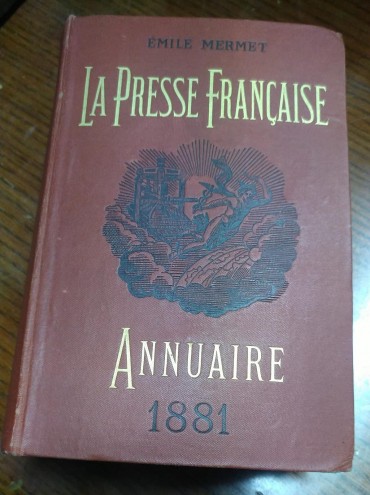 ÉMILE MERMET
LA PRESSE FRANÇAISE
ANNUAIRE
1881